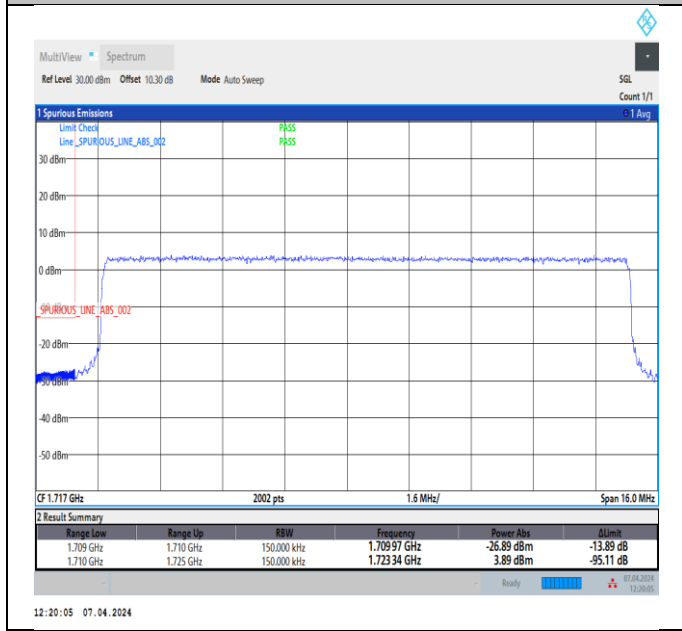 MultiView Spectrum
Ref Level 30.00 dBm Offset 10.30 dB Mode Auto Sweep SGL
Count 1/1
1 Spurious Emissions 1 Avg
Limit Check PASS
Line _SPURIOUS_LINE_ABS_002 PASS
30 dBm
20 dBm
10 dBm
0 dBm
_SPURIOUS_LINE_ABS_002
-20 dBm
-30 dBm
-40 dBm
-50 dBm
CF 1.717 GHz 2002 pts 1.6 MHz/ Span 16.0 MHz
2 Result Summary
Range Low Range Up RBW Frequency Power Abs ΔLimit
1.709 GHz 1.710 GHz 150.000 kHz 1.709 97 GHz -26.89 dBm -13.89 dB
1.710 GHz 1.725 GHz 150.000 kHz 1.723 34 GHz 3.89 dBm -95.11 dB
Ready 07.04.2024
12:20:05
12:20:05 07.04.2024